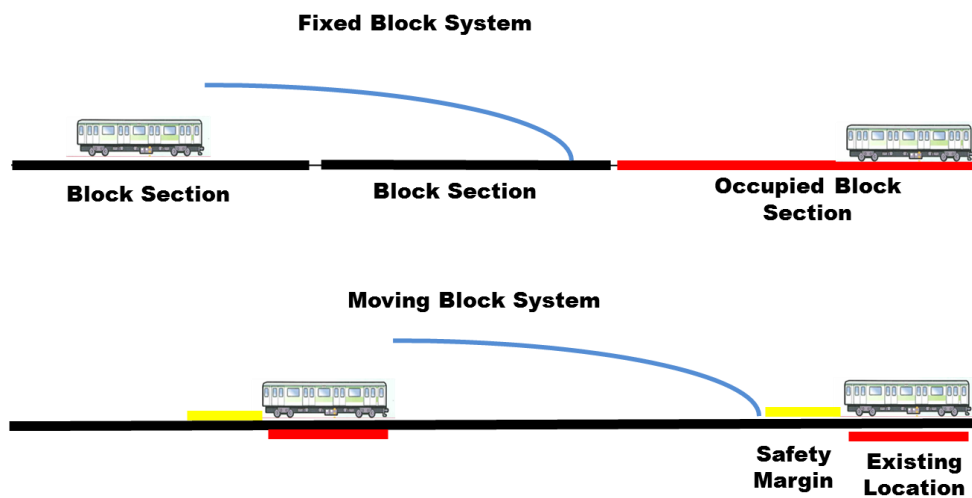 Fixed Block System
Block Section
Block Section
Occupied Block
Section
Moving Block System
Safety
Margin
Existing
Location